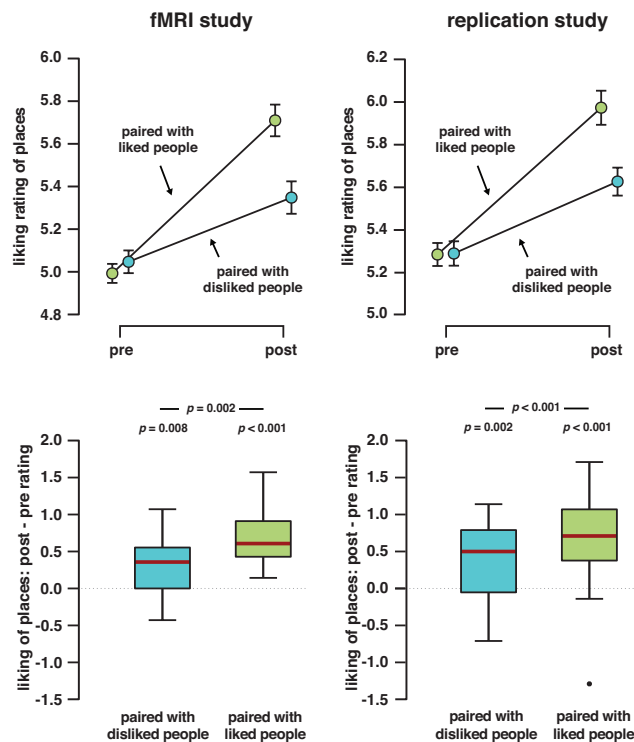 fMRI study
liking rating of places
6.0
5.8
5.6
5.4
5.2
5.0
4.8
paired with
liked people
paired with
disliked people
pre
post
replication study
liking rating of places
6.2
6.0
5.8
5.6
5.4
5.2
5.0
paired with
liked people
paired with
disliked people
pre
post
liking of places: post - pre rating
p = 0.002
p = 0.008
p < 0.001
2.0
1.5
1.0
0.5
0.0
-0.5
-1.0
-1.5
paired with
disliked people
paired with
liked people
liking of places: post - pre rating
p < 0.001
p = 0.002
p < 0.001
2.0
1.5
1.0
0.5
0.0
-0.5
-1.0
-1.5
paired with
disliked people
paired with
liked people